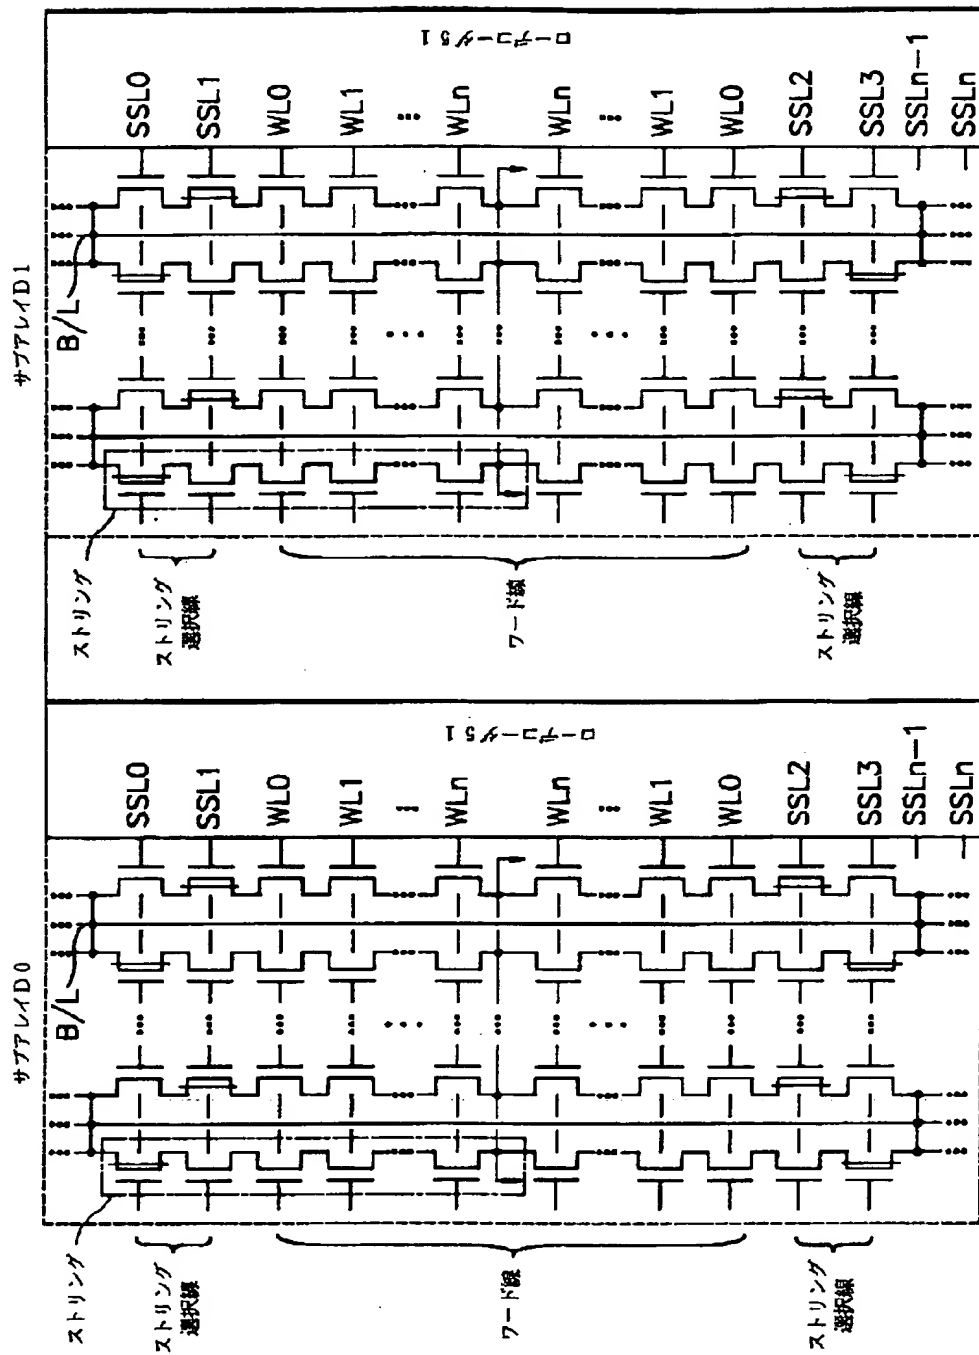 サブアレイD0
B/L
ストリング
ストリング
選択線
ワード線
ストリング
選択線
SSL0
SSL1
WL0
WL1
WLn
WLn
WL1
WL0
SSL2
SSL3
SSLn-1
SSLn
ローデコーダ51
サブアレイD1
B/L
ストリング
ストリング
選択線
ワード線
ストリング
選択線
SSL0
SSL1
WL0
WL1
WLn
WLn
WL1
WL0
SSL2
SSL3
SSLn-1
SSLn
ローデコーダ51